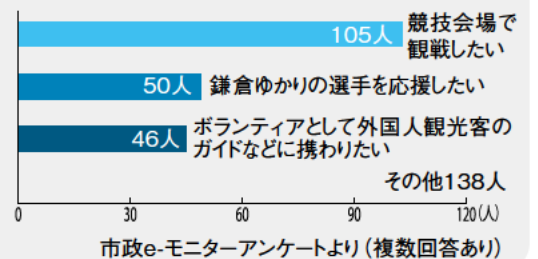 105人
競技会場で
観戦したい
50人 鎌倉ゆかりの選手を応援したい
46人
ボランティアとして外国人観光客の
ガイドなどに携わりたい
その他138人
0 30 60 90 120(人)
市政e-モニターアンケートより(複数回答あり)